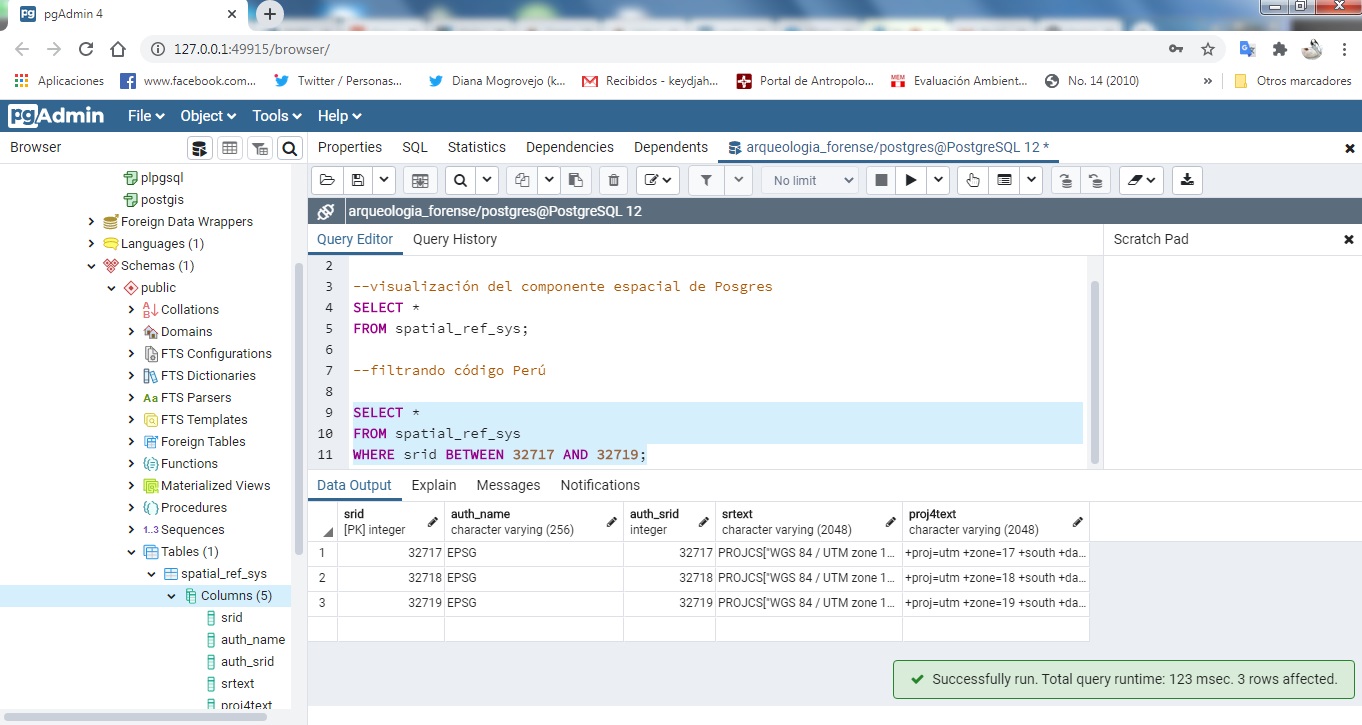 pgAdmin 4
127.0.0.1:49915/browser/
Aplicaciones www.facebook.com... Twitter / Personas... Diana Mogrovejo (k... Recibidos - keydjah... Portal de Antropolo... MEM Evaluación Ambient... No. 14 (2010) » Otros marcadores
pgAdmin File Object Tools Help
Browser
Properties SQL Statistics Dependencies Dependents arqueologia_forense/postgres@PostgreSQL 12 *
plpgsql
postgis
Foreign Data Wrappers
Languages (1)
Schemas (1)
public
Collations
Domains
FTS Configurations
FTS Dictionaries
FTS Parsers
FTS Templates
Foreign Tables
Functions
Materialized Views
Procedures
1..3 Sequences
Tables (1)
spatial_ref_sys
Columns (5)
srid
auth_name
auth_srid
srtext
proj4text
No limit
arqueologia_forense/postgres@PostgreSQL 12
Query Editor Query History
Scratch Pad
2
3 --visualización del componente espacial de Posgres
4 SELECT *
5 FROM spatial_ref_sys;
6
7 --filtrando código Perú
8
9 SELECT *
10 FROM spatial_ref_sys
11 WHERE srid BETWEEN 32717 AND 32719;
Data Output Explain Messages Notifications
srid auth_name auth_srid srtext proj4text
[PK] integer character varying (256) integer character varying (2048) character varying (2048)
1 32717 EPSG 32717 PROJCS["WGS 84 / UTM zone 1... +proj=utm +zone=17 +south +da...
2 32718 EPSG 32718 PROJCS["WGS 84 / UTM zone 1... +proj=utm +zone=18 +south +da...
3 32719 EPSG 32719 PROJCS["WGS 84 / UTM zone 1... +proj=utm +zone=19 +south +da...
Successfully run. Total query runtime: 123 msec. 3 rows affected.